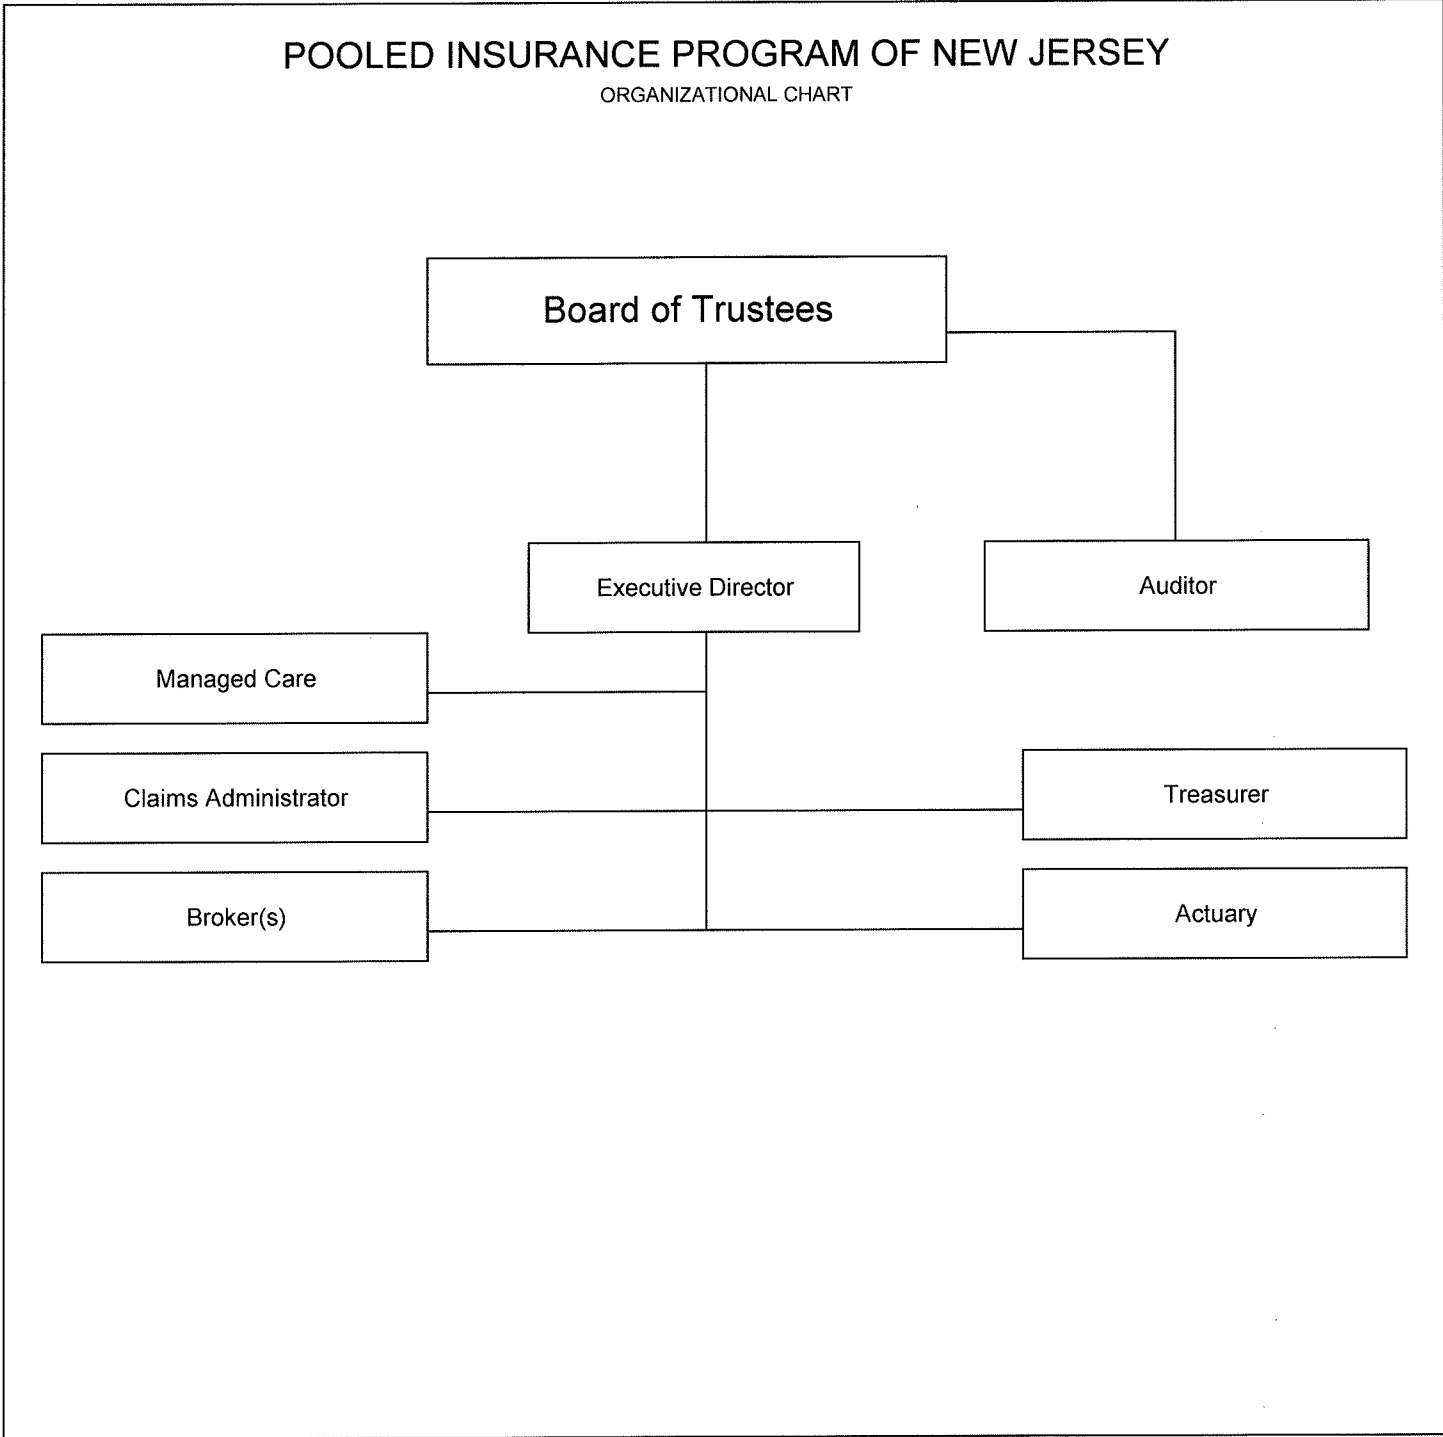 POOLED INSURANCE PROGRAM OF NEW JERSEY
ORGANIZATIONAL CHART
Board of Trustees
Executive Director
Auditor
Managed Care
Claims Administrator
Treasurer
Broker(s)
Actuary